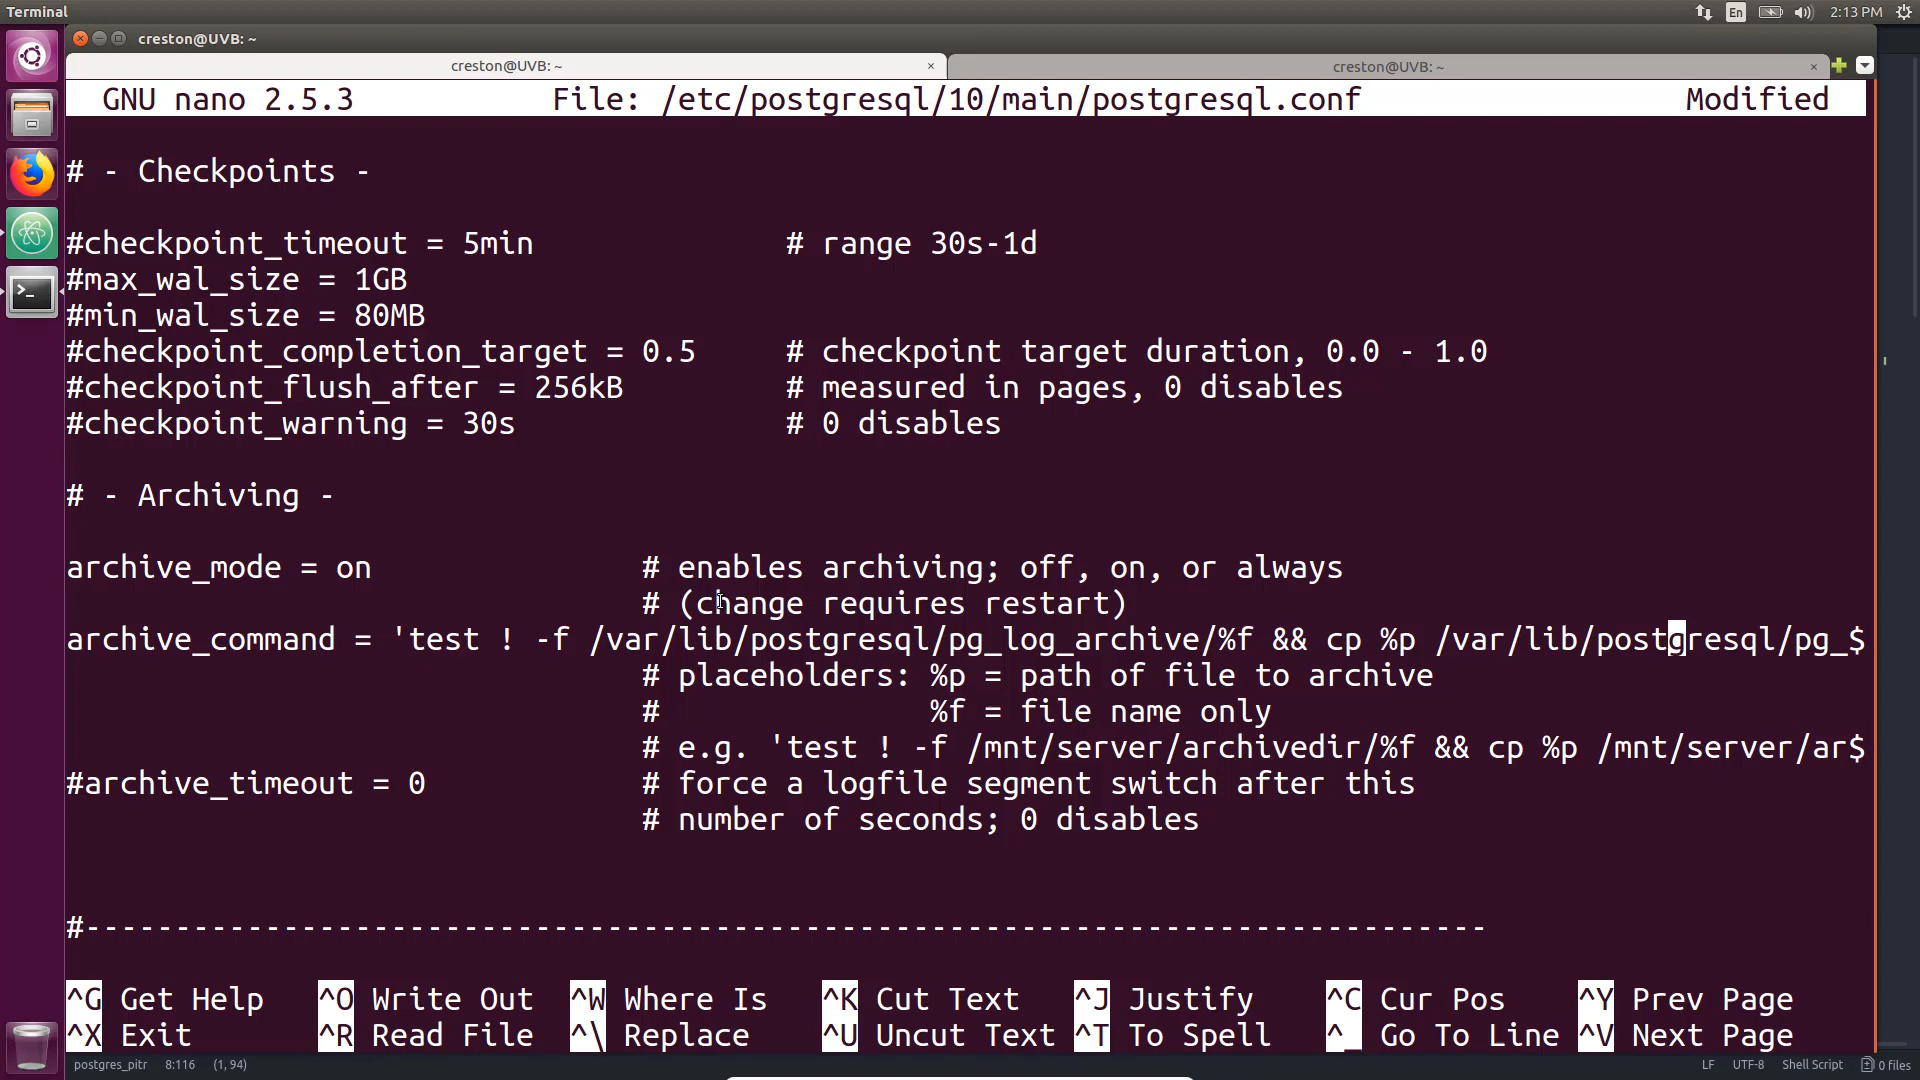 Terminal
En
2:13 PM
creston@UVB: ~
creston@UVB: ~ ×
creston@UVB: ~ ×
GNU nano 2.5.3 File: /etc/postgresql/10/main/postgresql.conf Modified
# - Checkpoints -
#checkpoint_timeout = 5min # range 30s-1d
#max_wal_size = 1GB
#min_wal_size = 80MB
#checkpoint_completion_target = 0.5 # checkpoint target duration, 0.0 - 1.0
#checkpoint_flush_after = 256kB # measured in pages, 0 disables
#checkpoint_warning = 30s # 0 disables
# - Archiving -
archive_mode = on # enables archiving; off, on, or always
# (change requires restart)
archive_command = 'test ! -f /var/lib/postgresql/pg_log_archive/%f && cp %p /var/lib/postgresql/pg_$
# placeholders: %p = path of file to archive
# %f = file name only
# e.g. 'test ! -f /mnt/server/archivedir/%f && cp %p /mnt/server/ar$
#archive_timeout = 0 # force a logfile segment switch after this
# number of seconds; 0 disables
#------------------------------------------------------------------------------
^G Get Help ^O Write Out ^W Where Is ^K Cut Text ^J Justify ^C Cur Pos ^Y Prev Page
^X Exit ^R Read File ^\ Replace ^U Uncut Text ^T To Spell ^_ Go To Line ^V Next Page
postgres_pitr 8:116 (1, 94) LF UTF-8 Shell Script 0 files